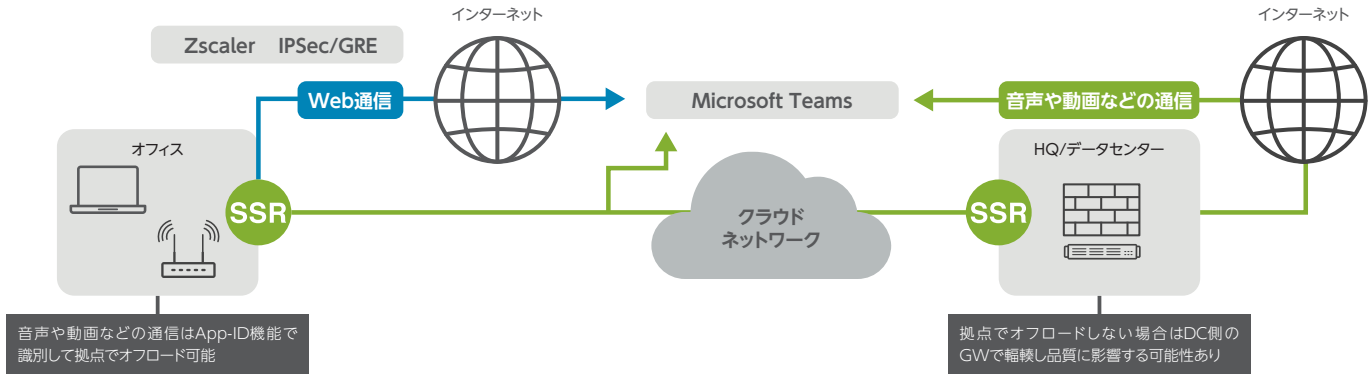 インターネット
インターネット
Zscaler IPSec/GRE
Web通信
Microsoft Teams
音声や動画などの通信
オフィス
HQ/データセンター
SSR
クラウド
ネットワーク
SSR
音声や動画などの通信はApp-ID機能で
識別して拠点でオフロード可能
拠点でオフロードしない場合はDC側の
GWで輻輳し品質に影響する可能性あり